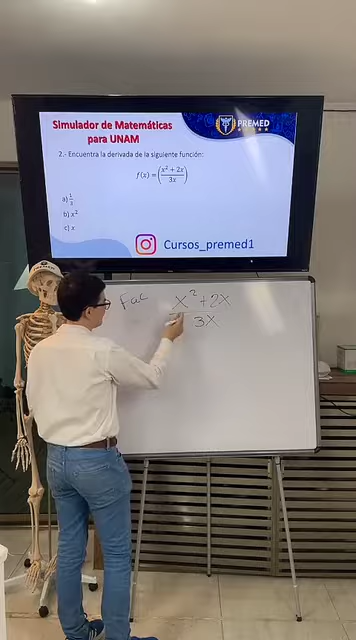 Simulador de Matemáticas
para UNAM
PREMED
2.- Encuentra la derivada de la siguiente función:
f(x) = ((x² + 2x)/3x)
a) 1/3
b) x²
c) x
Cursos_premed1
Fac
x² + 2x
3x